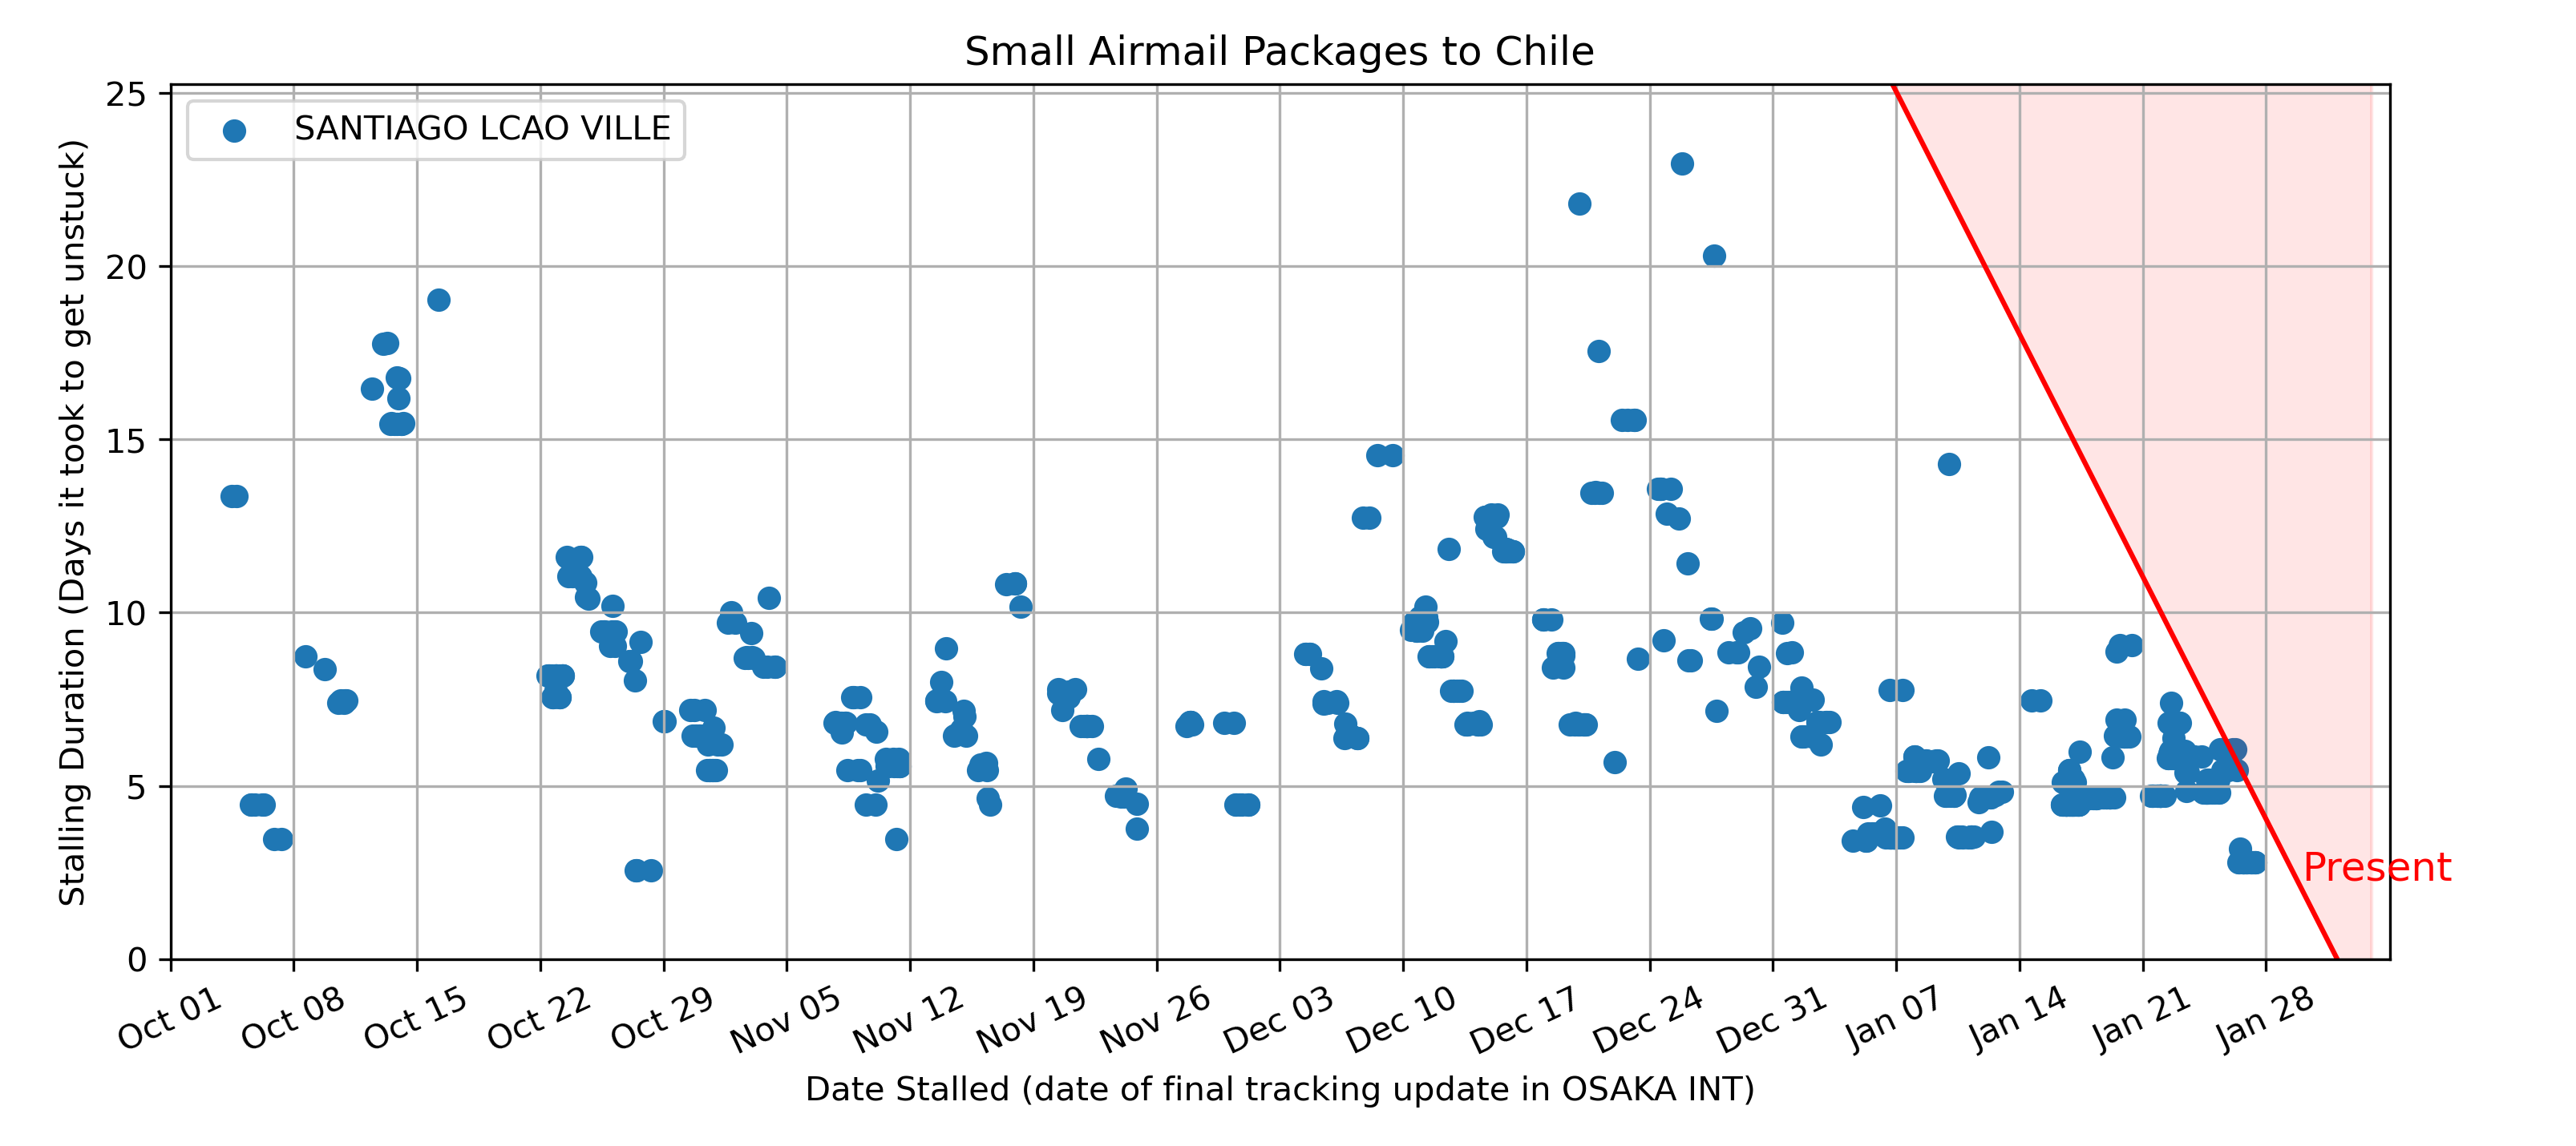 Small Airmail Packages to Chile
SANTIAGO LCAO VILLE
Stalling Duration (Days it took to get unstuck)
25
20
15
10
5
0
Present
Oct 01
Oct 08
Oct 15
Oct 22
Oct 29
Nov 05
Nov 12
Nov 19
Nov 26
Dec 03
Dec 10
Dec 17
Dec 24
Dec 31
Jan 07
Jan 14
Jan 21
Jan 28
Date Stalled (date of final tracking update in OSAKA INT)